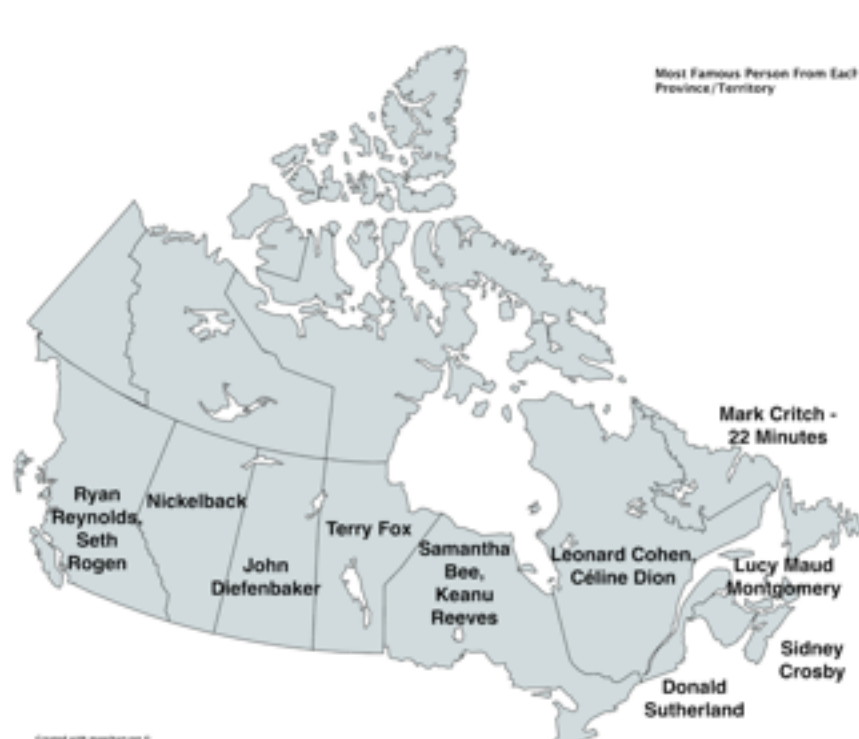 Most Famous Person From Each
Province/Territory
Mark Critch -
22 Minutes
Ryan
Reynolds,
Seth
Rogen
Nickelback
John
Diefenbaker
Terry Fox
Samantha
Bee,
Keanu
Reeves
Leonard Cohen,
Céline Dion
Lucy Maud
Montgomery
Sidney
Crosby
Donald
Sutherland